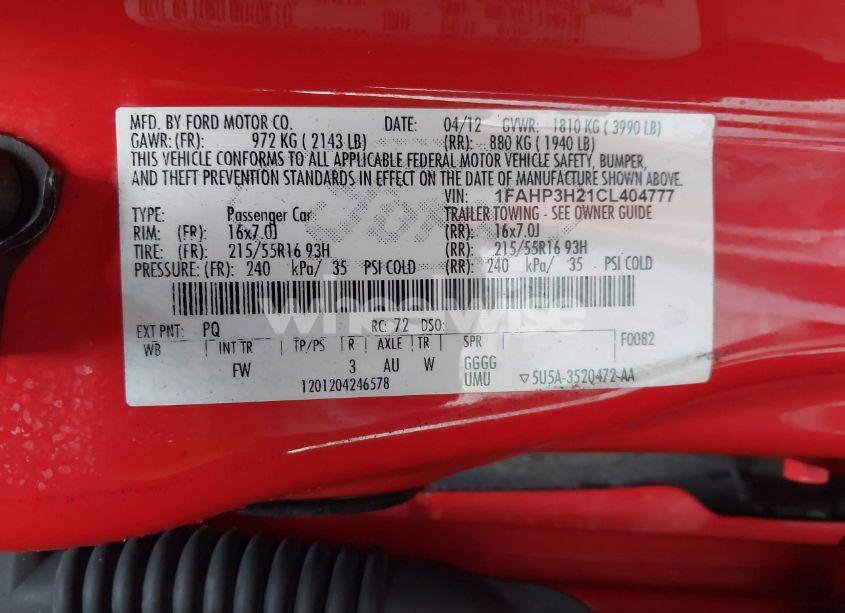 MFD. BY FORD MOTOR CO. DATE: 04/12 GVWR: 1810 KG ( 3990 LB)
GAWR: (FR): 972 KG ( 2143 LB) (RR): 880 KG ( 1940 LB)
THIS VEHICLE CONFORMS TO ALL APPLICABLE FEDERAL MOTOR VEHICLE SAFETY, BUMPER,
AND THEFT PREVENTION STANDARDS IN EFFECT ON THE DATE OF MANUFACTURE SHOWN ABOVE.
VIN: 1FAHP3H21CL404777
TYPE: Passenger Car TRAILER TOWING - SEE OWNER GUIDE
RIM: (FR): 16x7.0J (RR): 16x7.0J
TIRE: (FR): 215/55R16 93H (RR): 215/55R16 93H
PRESSURE: (FR): 240 kPa/ 35 PSI COLD (RR): 240 kPa/ 35 PSI COLD
wheelwise
EXT PNT: PQ RC: 72 DSO: F0082
WB INT TR TP/PS R AXLE TR SPR
FW 3 AU W GGGG
1201204246578 UMU ▽5U5A-3520472-AA